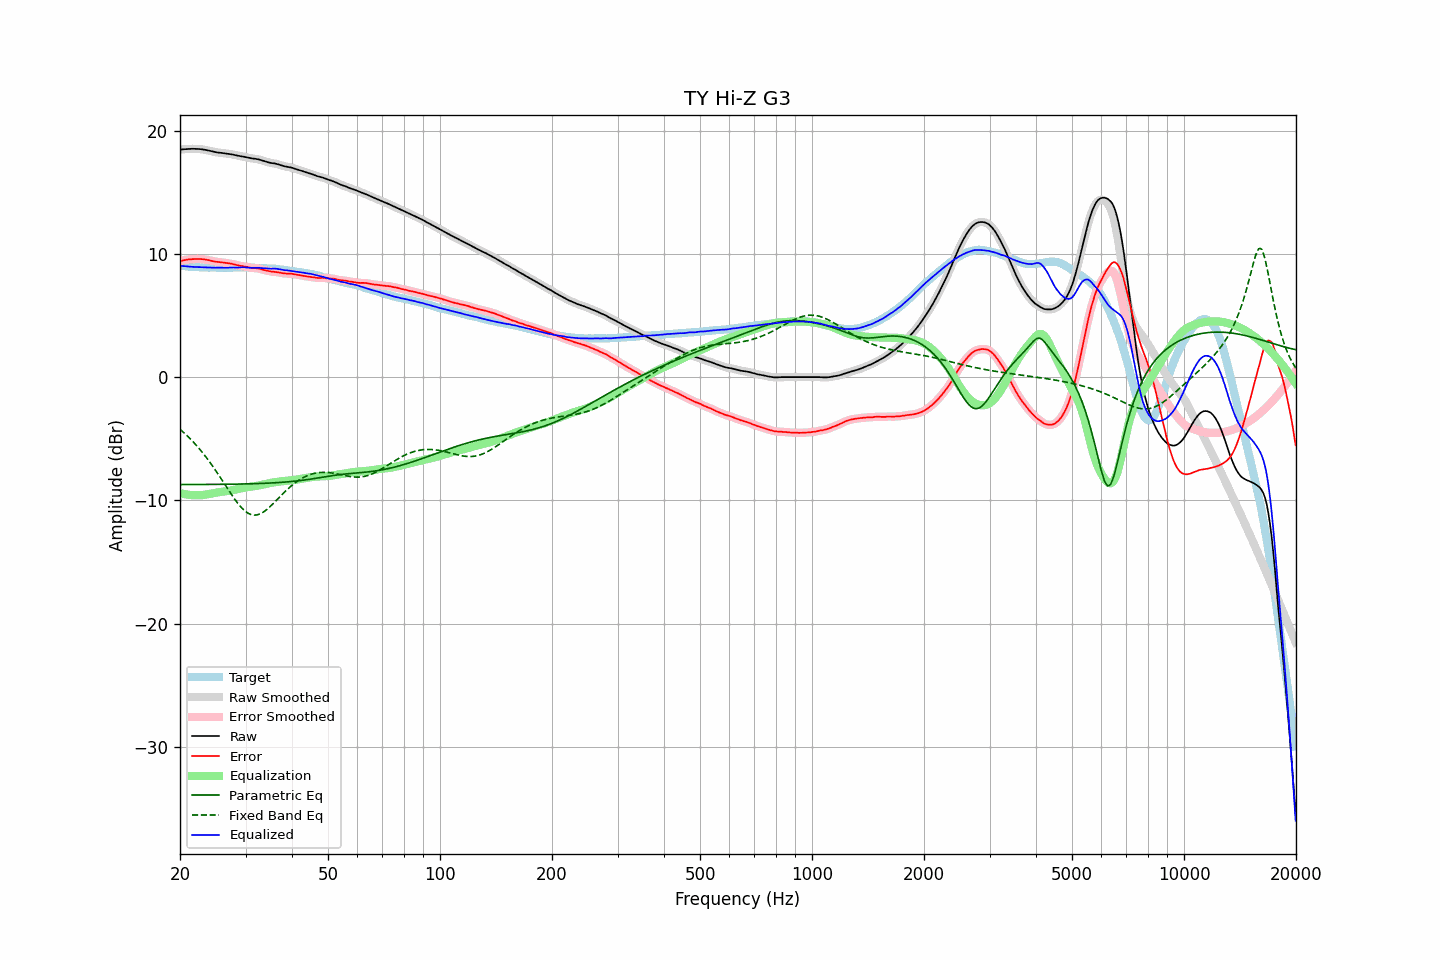 TY Hi-Z G3
Amplitude (dBr)
20
10
0
−10
−20
−30
Target
Raw Smoothed
Error Smoothed
Raw
Error
Equalization
Parametric Eq
Fixed Band Eq
Equalized
20 50 100 200 500 1000 2000 5000 10000 20000
Frequency (Hz)